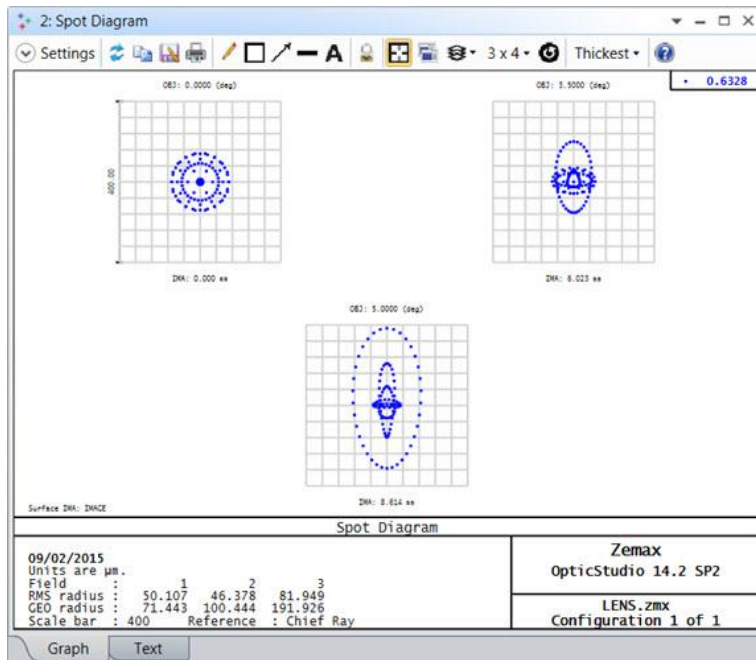 2: Spot Diagram
Settings 3 x 4 Thickest
0.6328
OBJ: 0.0000 (deg)
OBJ: 3.5000 (deg)
400.00
IMA: 0.000 mm
IMA: 6.023 mm
OBJ: 5.0000 (deg)
IMA: 8.614 mm
Surface IMA: IMAGE
Spot Diagram
09/02/2015
Units are µm.
Field : 1 2 3
RMS radius : 50.107 46.378 81.949
GEO radius : 71.443 100.444 191.926
Scale bar : 400 Reference : Chief Ray
Zemax
OpticStudio 14.2 SP2
LENS.zmx
Configuration 1 of 1
Graph Text